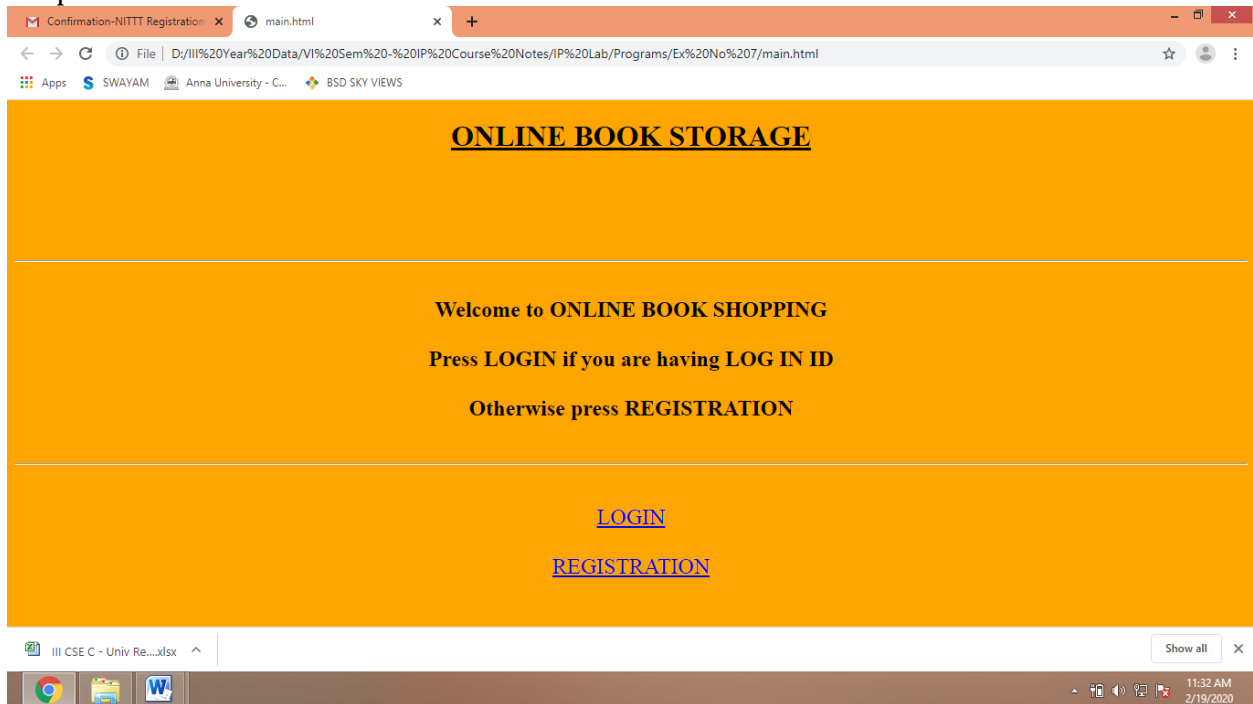 Confirmation-NITTT Registration
main.html
File | D:/III%20Year%20Data/VI%20Sem%20-%20IP%20Course%20Notes/IP%20Lab/Programs/Ex%20No%207/main.html
Apps SWAYAM Anna University - C... BSD SKY VIEWS
ONLINE BOOK STORAGE
Welcome to ONLINE BOOK SHOPPING
Press LOGIN if you are having LOG IN ID
Otherwise press REGISTRATION
LOGIN
REGISTRATION
III CSE C - Univ Re....xlsx
Show all
11:32 AM
2/19/2020